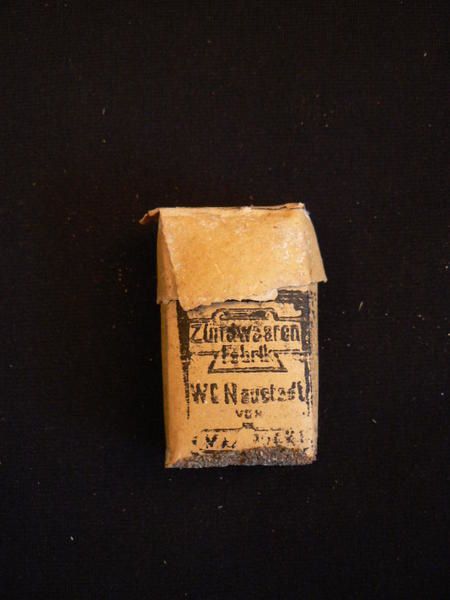 Zündwaaren
Fabrik
W. Neustadt
von